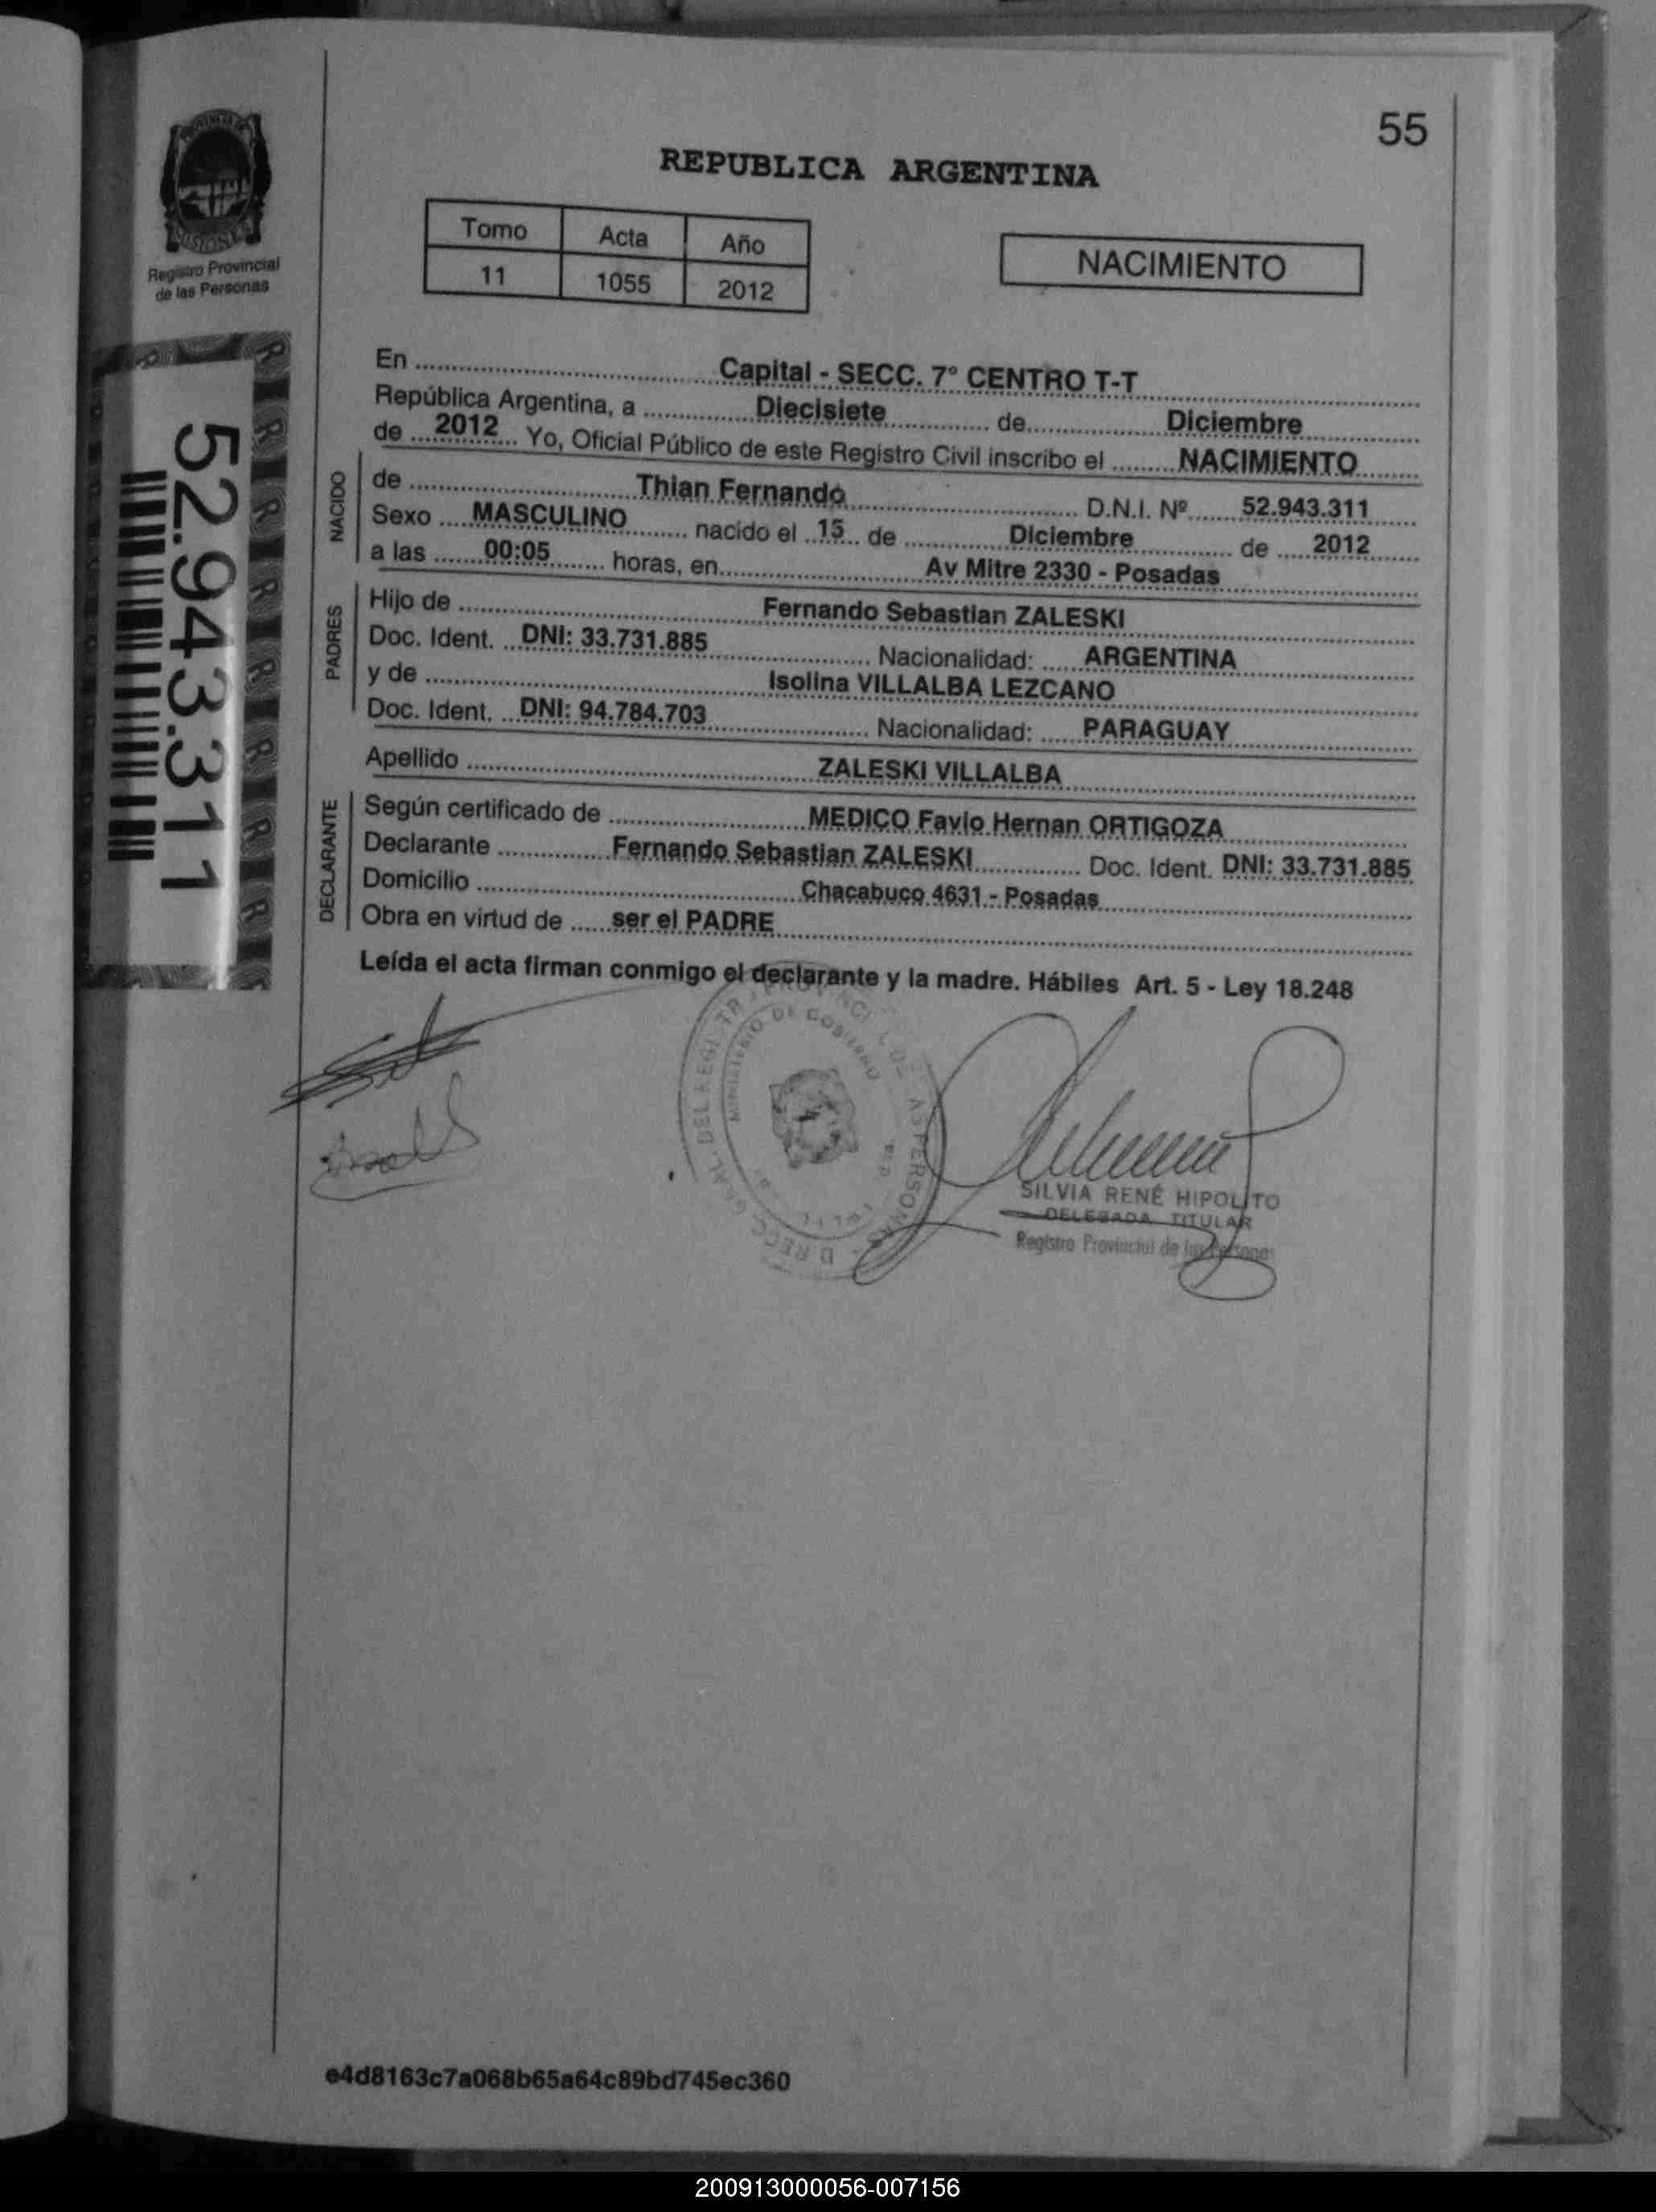 55
REPUBLICA ARGENTINA
PROVINCIA DE
MISIONES
Registro Provincial
de las Personas
Tomo Acta Año
11 1055 2012
NACIMIENTO
52.943.311
En Capital - SECC. 7° CENTRO T-T
República Argentina, a Diecisiete de Diciembre
de 2012 Yo, Oficial Público de este Registro Civil inscribo el NACIMIENTO
NACIDO
de Thian Fernando D.N.I. Nº 52.943.311
Sexo MASCULINO nacido el 15 de Diciembre de 2012
a las 00:05 horas, en Av Mitre 2330 - Posadas
PADRES
Hijo de Fernando Sebastian ZALESKI
Doc. Ident. DNI: 33.731.885 Nacionalidad: ARGENTINA
y de Isolina VILLALBA LEZCANO
Doc. Ident. DNI: 94.784.703 Nacionalidad: PARAGUAY
Apellido ZALESKI VILLALBA
DECLARANTE
Según certificado de MEDICO Favio Hernan ORTIGOZA
Declarante Fernando Sebastian ZALESKI Doc. Ident. DNI: 33.731.885
Domicilio Chacabuco 4631 - Posadas
Obra en virtud de ser el PADRE
Leída el acta firman conmigo el declarante y la madre. Hábiles Art. 5 - Ley 18.248
MINISTERIO DE GOBIERNO
SILVIA RENÉ HIPOLITO
DELEGADA TITULAR
Registro Provincial de las Personas
e4d8163c7a068b65a64c89bd745ec360
200913000056-007156